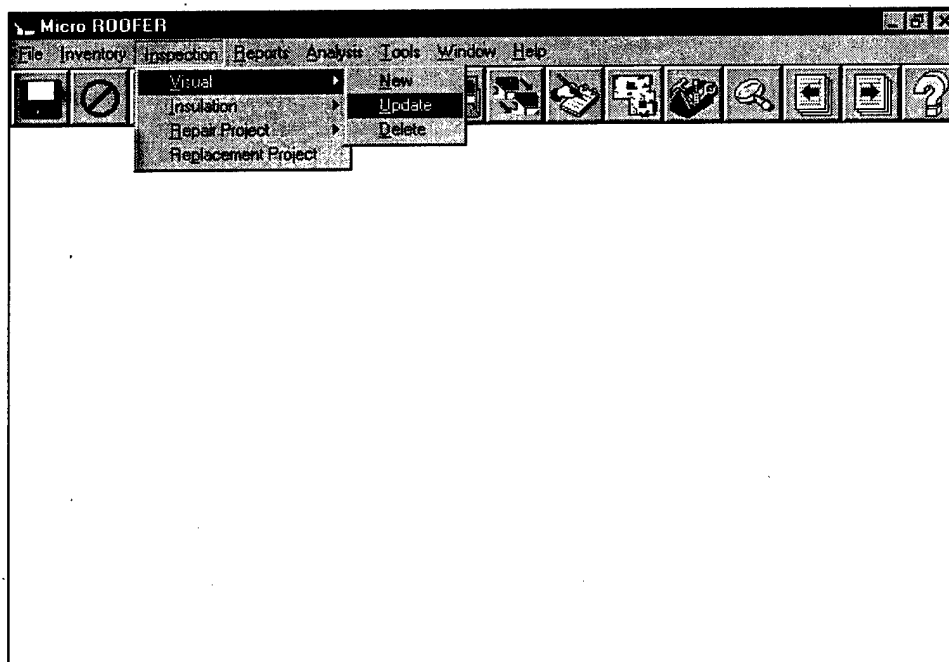 Micro ROOFER
File Inventory Inspection Reports Analysis Tools Window Help
Visual New
Insulation Update
Repair Project Delete
Replacement Project